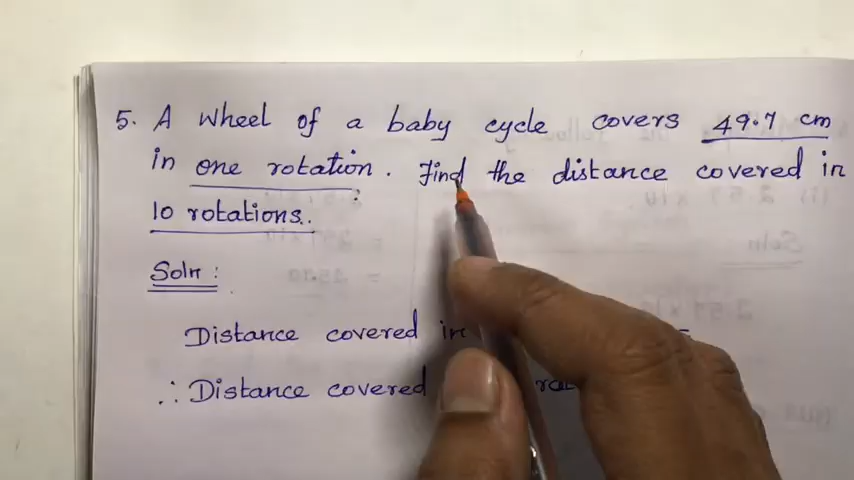 5. A wheel of a baby cycle covers 49.7 cm
in one rotation. Find the distance covered in
10 rotations.
Soln:
Distance covered in
∴ Distance covered